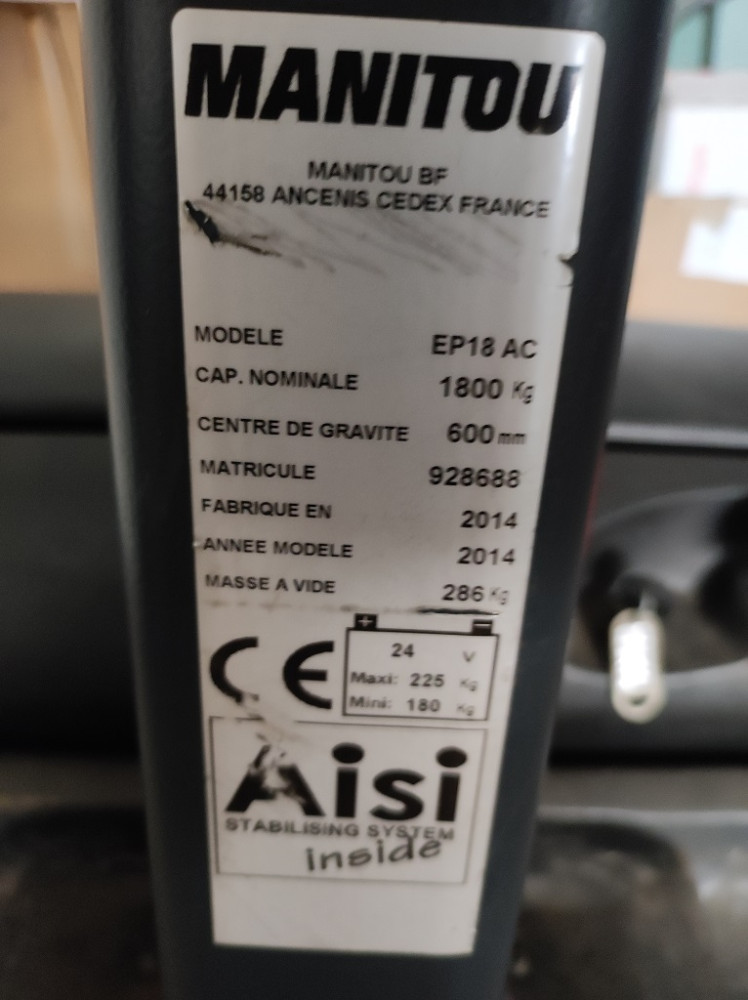 MANITOU
MANITOU BF
44158 ANCENIS CEDEX FRANCE
MODELE EP18 AC
CAP. NOMINALE 1800 Kg
CENTRE DE GRAVITE 600 mm
MATRICULE 928688
FABRIQUE EN 2014
ANNEE MODELE 2014
MASSE A VIDE 286 Kg
+ -
24 V
Maxi: 225 Kg
Mini: 180 Kg
CE
Aisi
STABILISING SYSTEM
inside